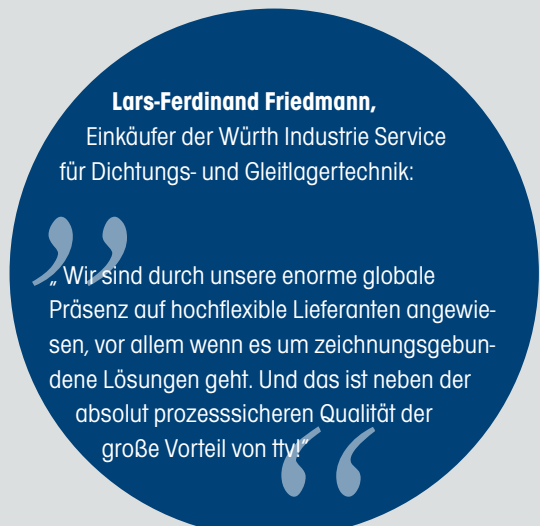 Lars-Ferdinand Friedmann,
Einkäufer der Würth Industrie Service
für Dichtungs- und Gleitlagertechnik:
„ Wir sind durch unsere enorme globale
Präsenz auf hochflexible Lieferanten angewie-
sen, vor allem wenn es um zeichnungsgebun-
dene Lösungen geht. Und das ist neben der
absolut prozesssicheren Qualität der
große Vorteil von ttv!“